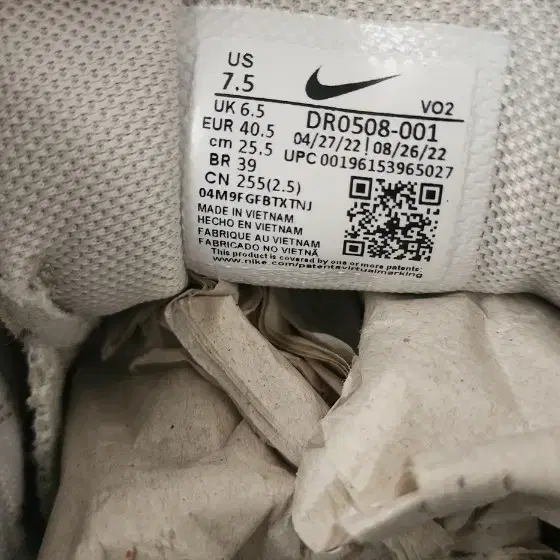 US
7.5
VO2
UK 6.5
DR0508-001
EUR 40.5
04/27/22 | 08/26/22
cm 25.5
UPC 00196153965027
BR 39
CN 255(2.5)
04M9FGFBTXTNJ
MADE IN VIETNAM
HECHO EN VIETNAM
FABRIQUE AU VIETNAM
FABRICADO NO VIETNÃ
This product is covered by one or more patents:
www.nike.com/patentsvirtualmarking